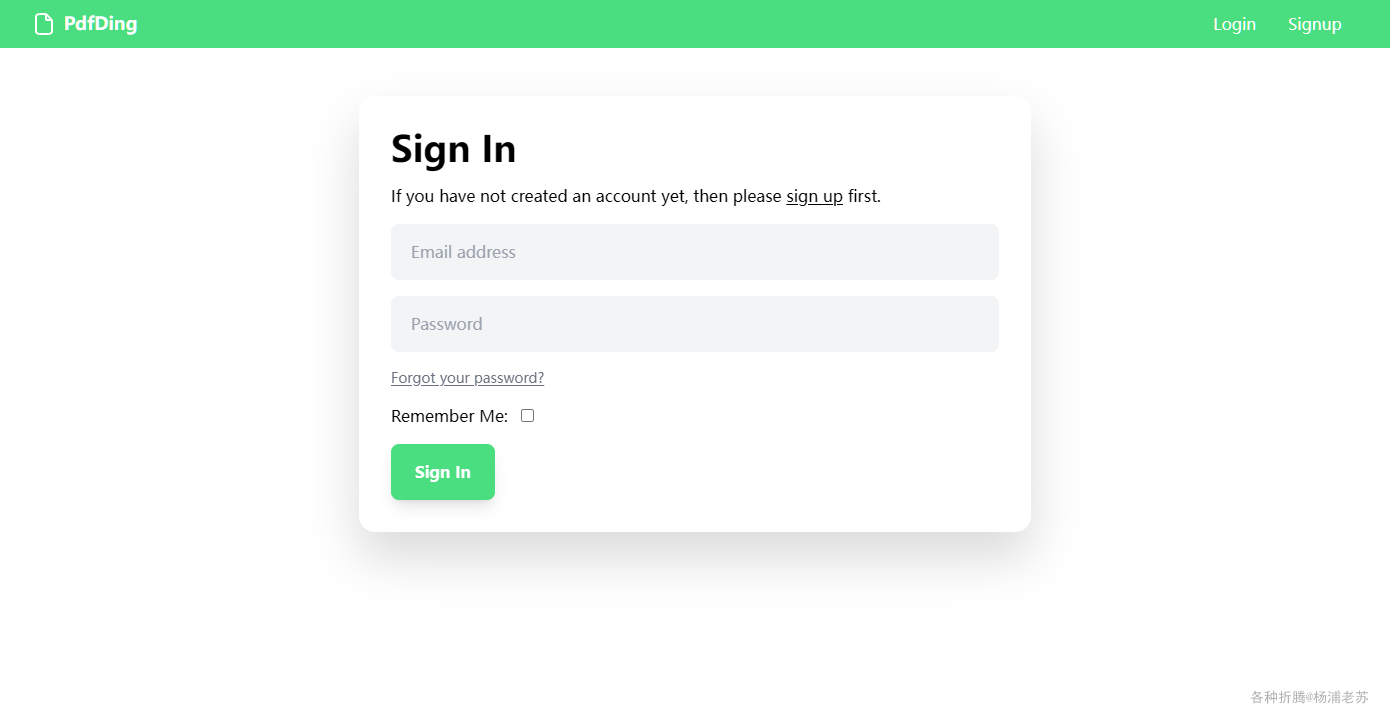 PdfDing
Login
Signup
Sign In
If you have not created an account yet, then please sign up first.
Email address
Password
Forgot your password?
Remember Me:
Sign In
各种折腾@杨浦老苏